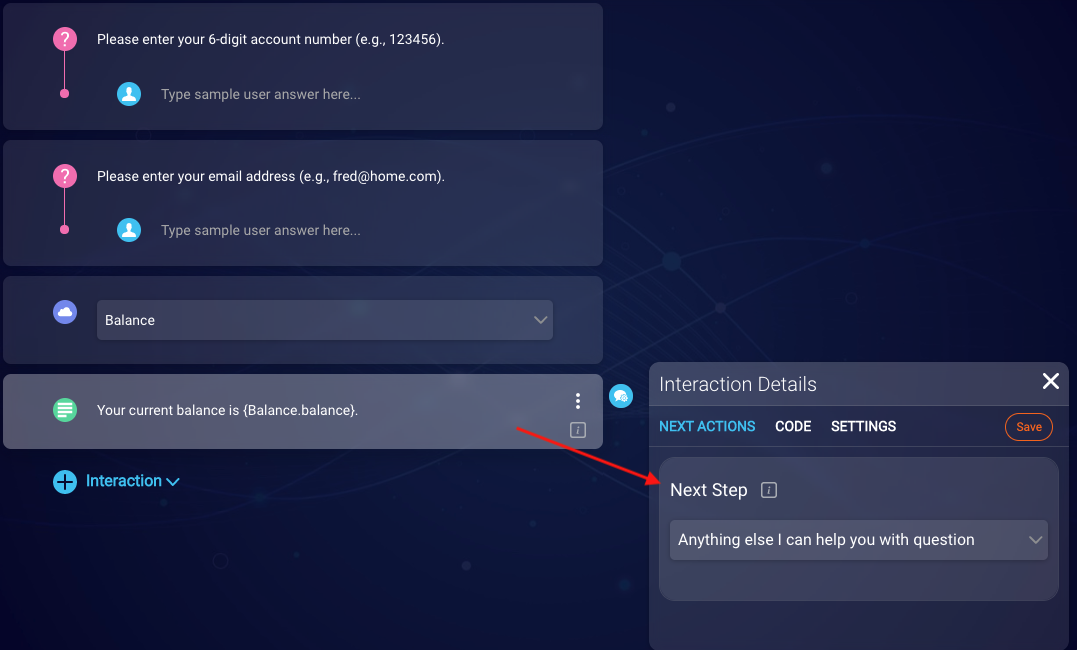 Please enter your 6-digit account number (e.g., 123456).
Type sample user answer here...
Please enter your email address (e.g., fred@home.com).
Type sample user answer here...
Balance
Your current balance is {Balance.balance}.
Interaction
Interaction Details
NEXT ACTIONS CODE SETTINGS Save
Next Step
Anything else I can help you with question